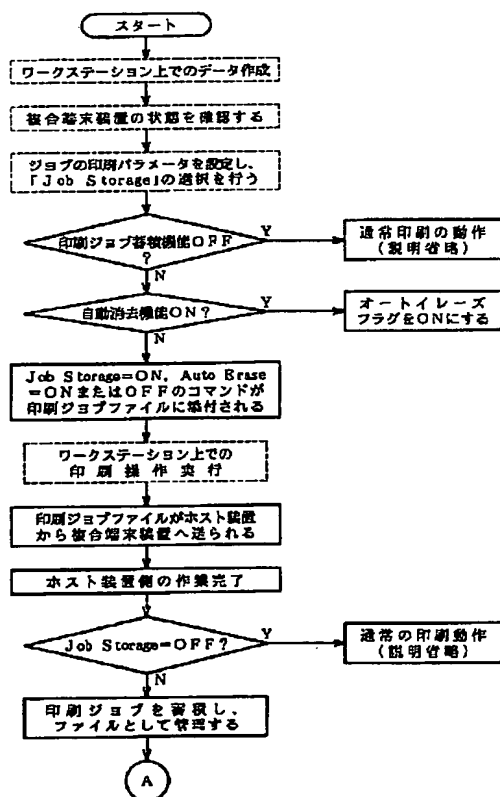 スタート
ワークステーション上でのデータ作成
複合端末装置の状態を確認する
ジョブの印刷パラメータを設定し、
「Job Storage」の選択を行う
印刷ジョブ蓄積機能OFF
?
Y
N
通常印刷の動作
(説明省略)
自動消去機能ON?
Y
N
オートイレーズ
フラグをONにする
Job Storage=ON, Auto Erase
=ONまたはOFFのコマンドが
印刷ジョブファイルに添付される
ワークステーション上での
印刷操作実行
印刷ジョブファイルがホスト装置
から複合端末装置へ送られる
ホスト装置側の作業完了
Job Storage=OFF?
Y
N
通常の印刷動作
(説明省略)
印刷ジョブを蓄積し、
ファイルとして管理する
A